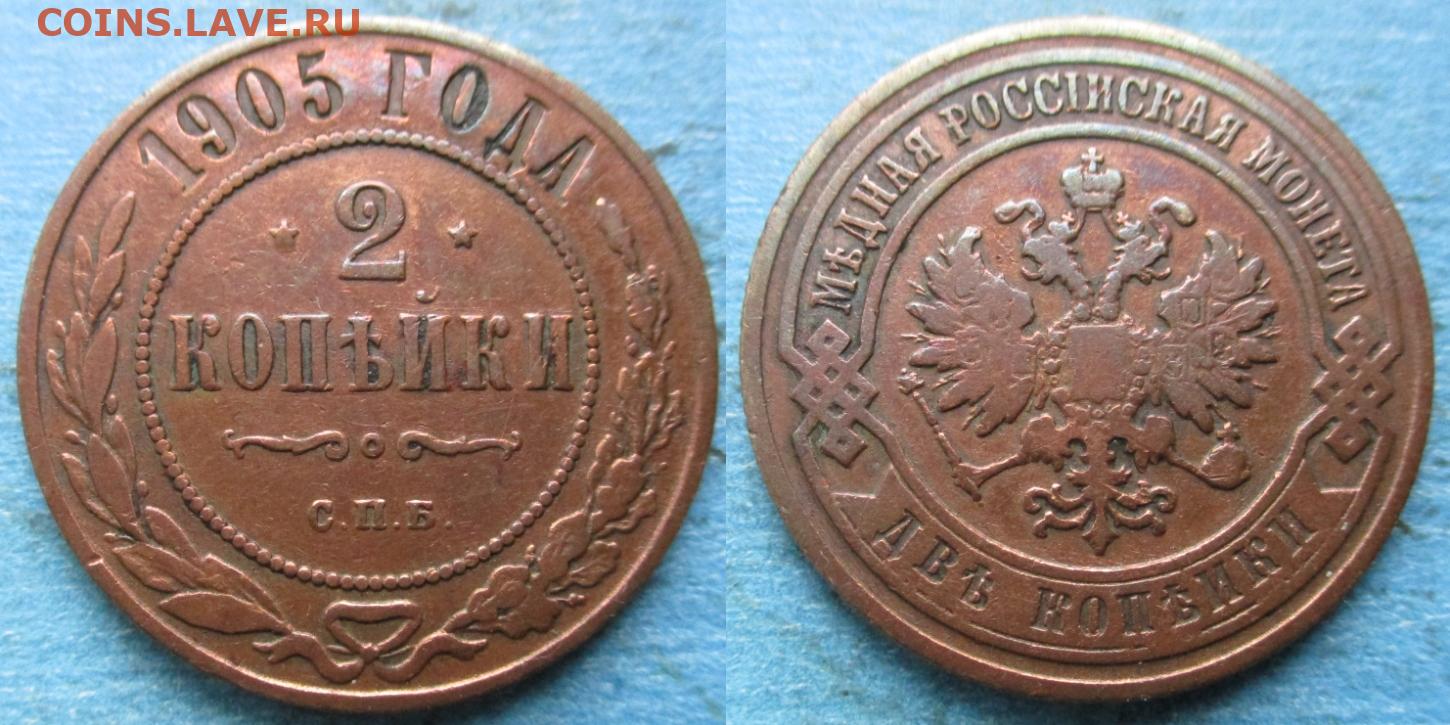 COINS.LAVE.RU
1905 ГОДА
2
КОПѢЙКИ
С.П.Б.
МѢДНАЯ РОССІЙСКАЯ МОНЕТА
ДВѢ КОПѢЙКИ